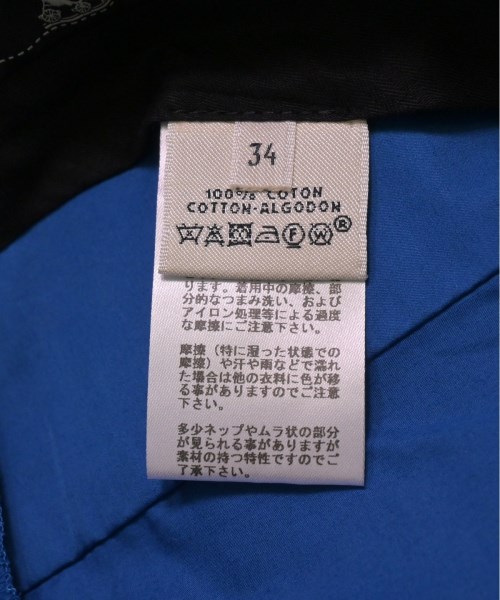 34
100% COTON
COTTON-ALGODON
F W ®
ります。着用中の摩擦、部
分的なつまみ洗い、および
アイロン処理等による過度
な摩擦にご注意下さい。
摩擦（特に湿った状態での
摩擦）や汗や雨などで濡れ
た場合は他の衣料に色が移
る事がありますのでご注意
下さい。
多少ネップやムラ状の部分
が見られる事がありますが
素材の持つ特性ですのでご
了承下さい。